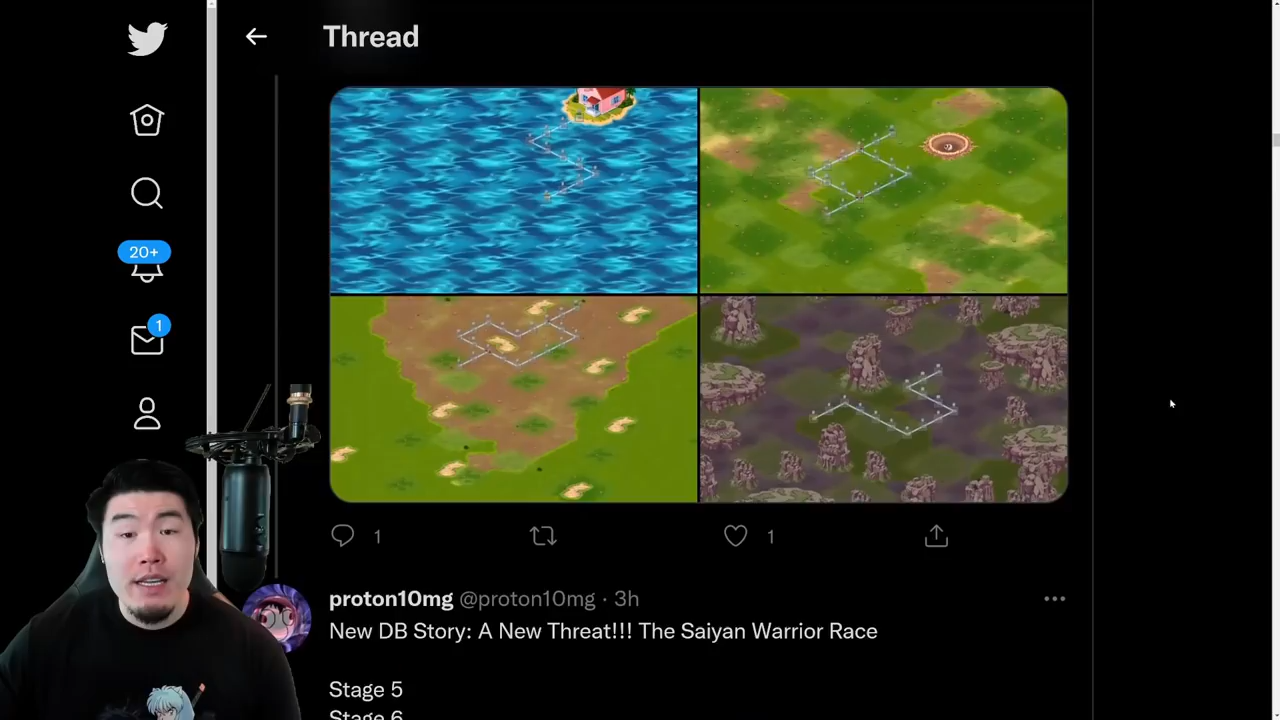 Thread
20+
1
1
1
proton10mg @proton10mg · 3h
New DB Story: A New Threat!!! The Saiyan Warrior Race
Stage 5
Stage 6